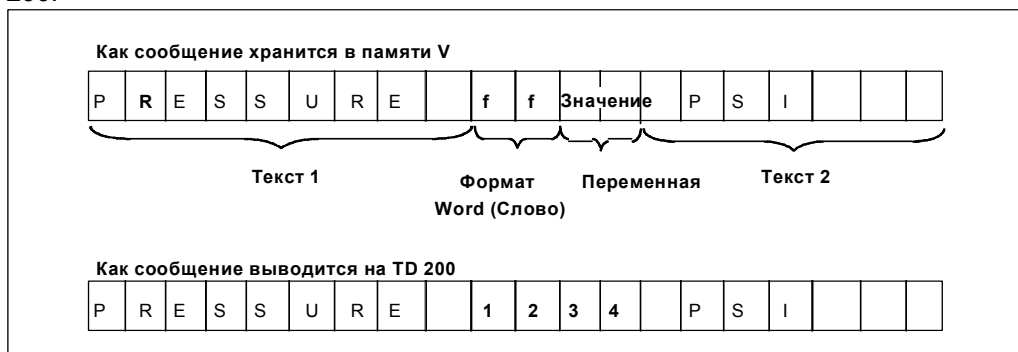 200.
Как сообщение хранится в памяти V
P R E S S U R E f f Значение P S I
Текст 1 Формат Word (Слово) Переменная Текст 2
Как сообщение выводится на TD 200
P R E S S U R E 1 2 3 4 P S I